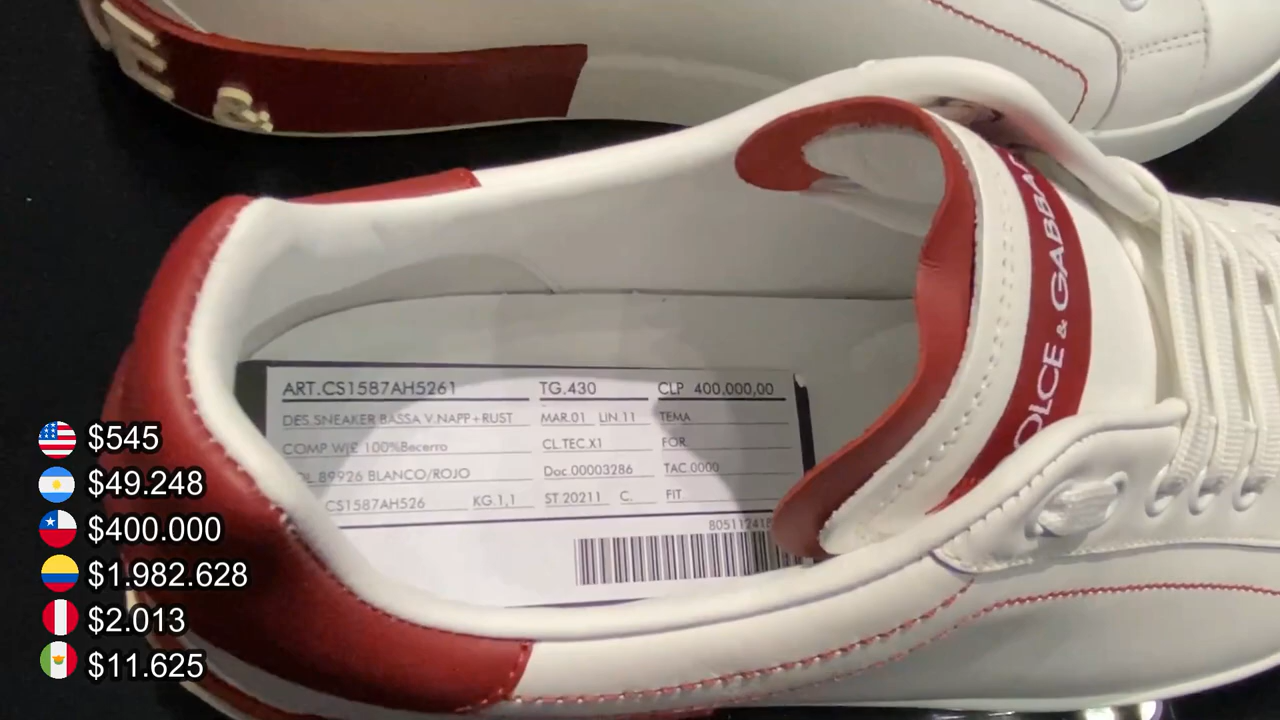 E &
DOLCE & GABBA
ART.CS1587AH5261 TG.430 CLP 400,000,00
DES.SNEAKER BASSA V.NAPP+RUST MAR.01 LIN.11 TEMA
COMP 100%Becerro CL.TEC.X1 FOR
89926 BLANCO/ROJO Doc.00003286 TAC.0000
CS1587AH526 KG.1,1 ST 20211 C. FIT
80511241
$545
$49.248
$400.000
$1.982.628
$2.013
$11.625